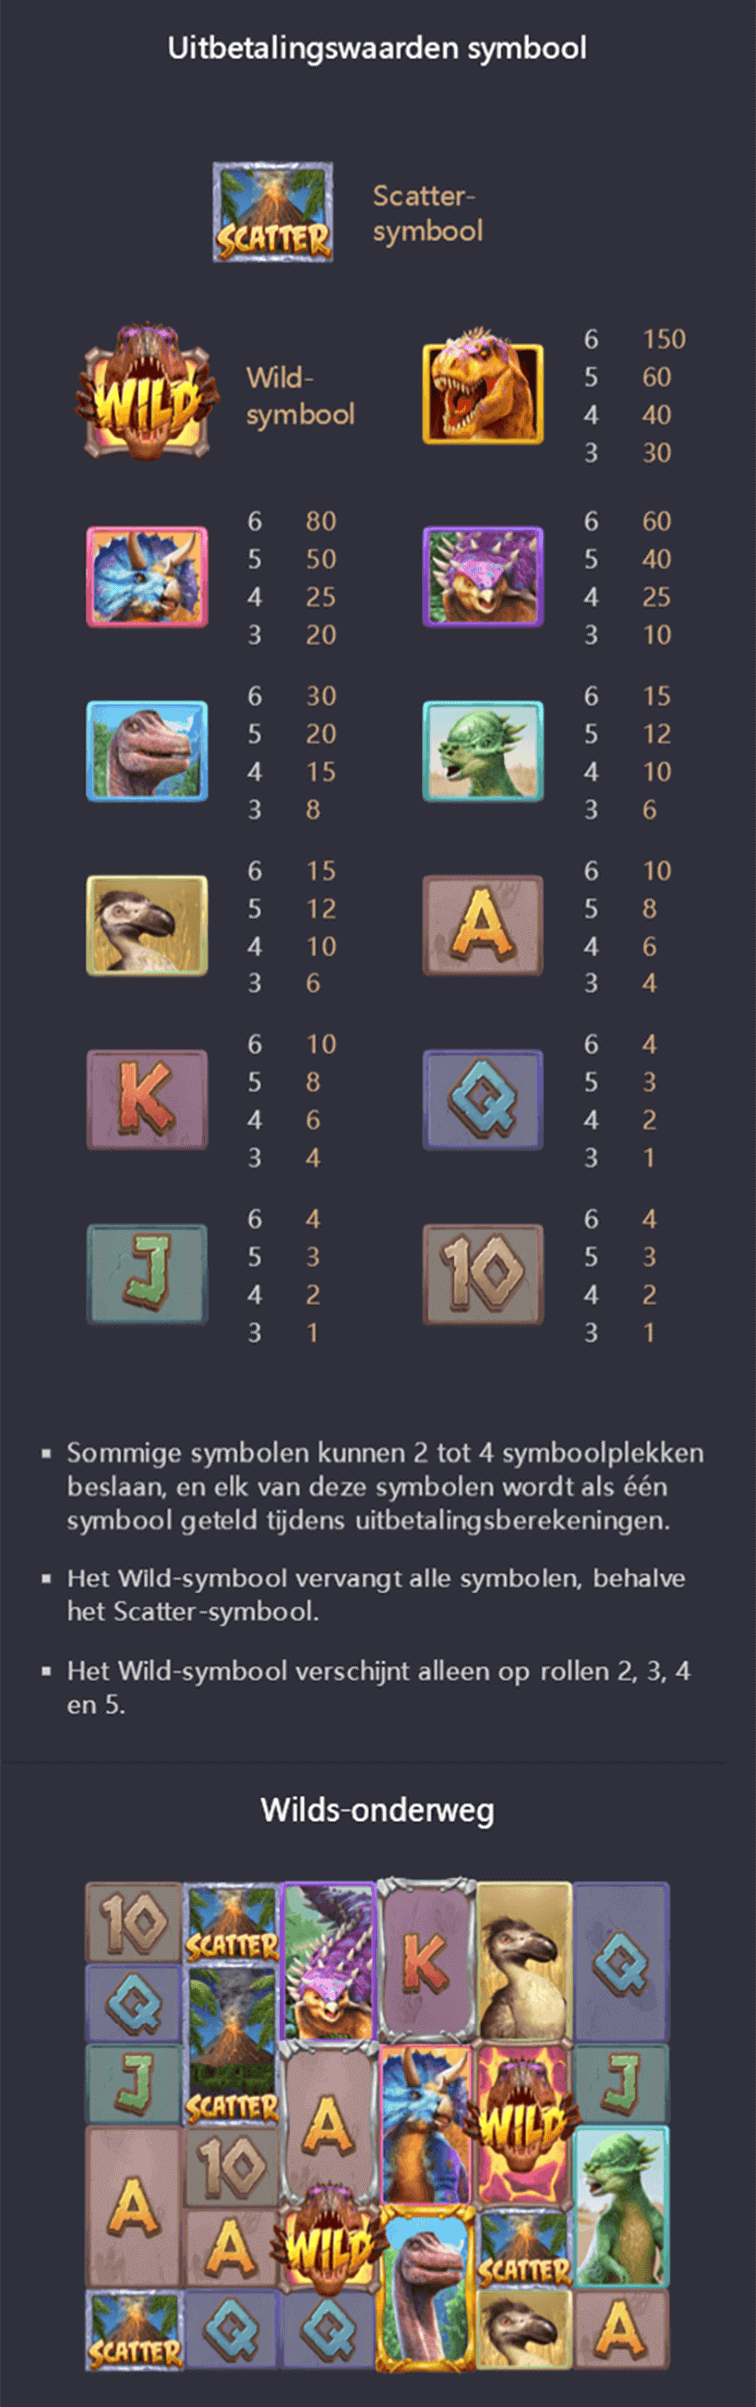 Uitbetalingswaarden symbool
SCATTER
Scatter-
symbool
WILD
Wild-
symbool
6 150
5 60
4 40
3 30
6 80
5 50
4 25
3 20
6 60
5 40
4 25
3 10
6 30
5 20
4 15
3 8
6 15
5 12
4 10
3 6
6 15
5 12
4 10
3 6
A
6 10
5 8
6 4
4 6
3 4
K
6 10
5 8
4 6
3 4
Q
6 4
5 3
4 2
3 1
J
6 4
5 3
4 2
3 1
10
6 4
5 3
4 2
3 1
▪ Sommige symbolen kunnen 2 tot 4 symboolplekken
beslaan, en elk van deze symbolen wordt als één
symbool geteld tijdens uitbetalingsberekeningen.
▪ Het Wild-symbool vervangt alle symbolen, behalve
het Scatter-symbool.
▪ Het Wild-symbool verschijnt alleen op rollen 2, 3, 4
en 5.
Wilds-onderweg
10 SCATTER K Q
Q SCATTER
J A WILD J
A 10
A WILD SCATTER
SCATTER Q Q A